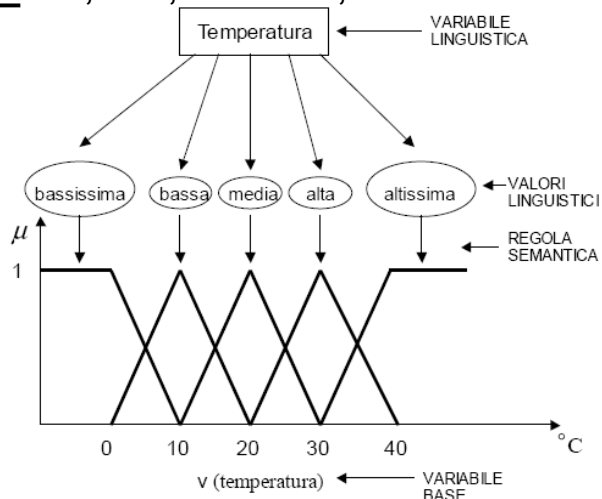 Temperatura
VARIABILE
LINGUISTICA
bassissima
bassa
media
alta
altissima
VALORI
LINGUISTICI
μ
REGOLA
SEMANTICA
1
0 10 20 30 40
°C
v (temperatura)
VARIABILE
BASE